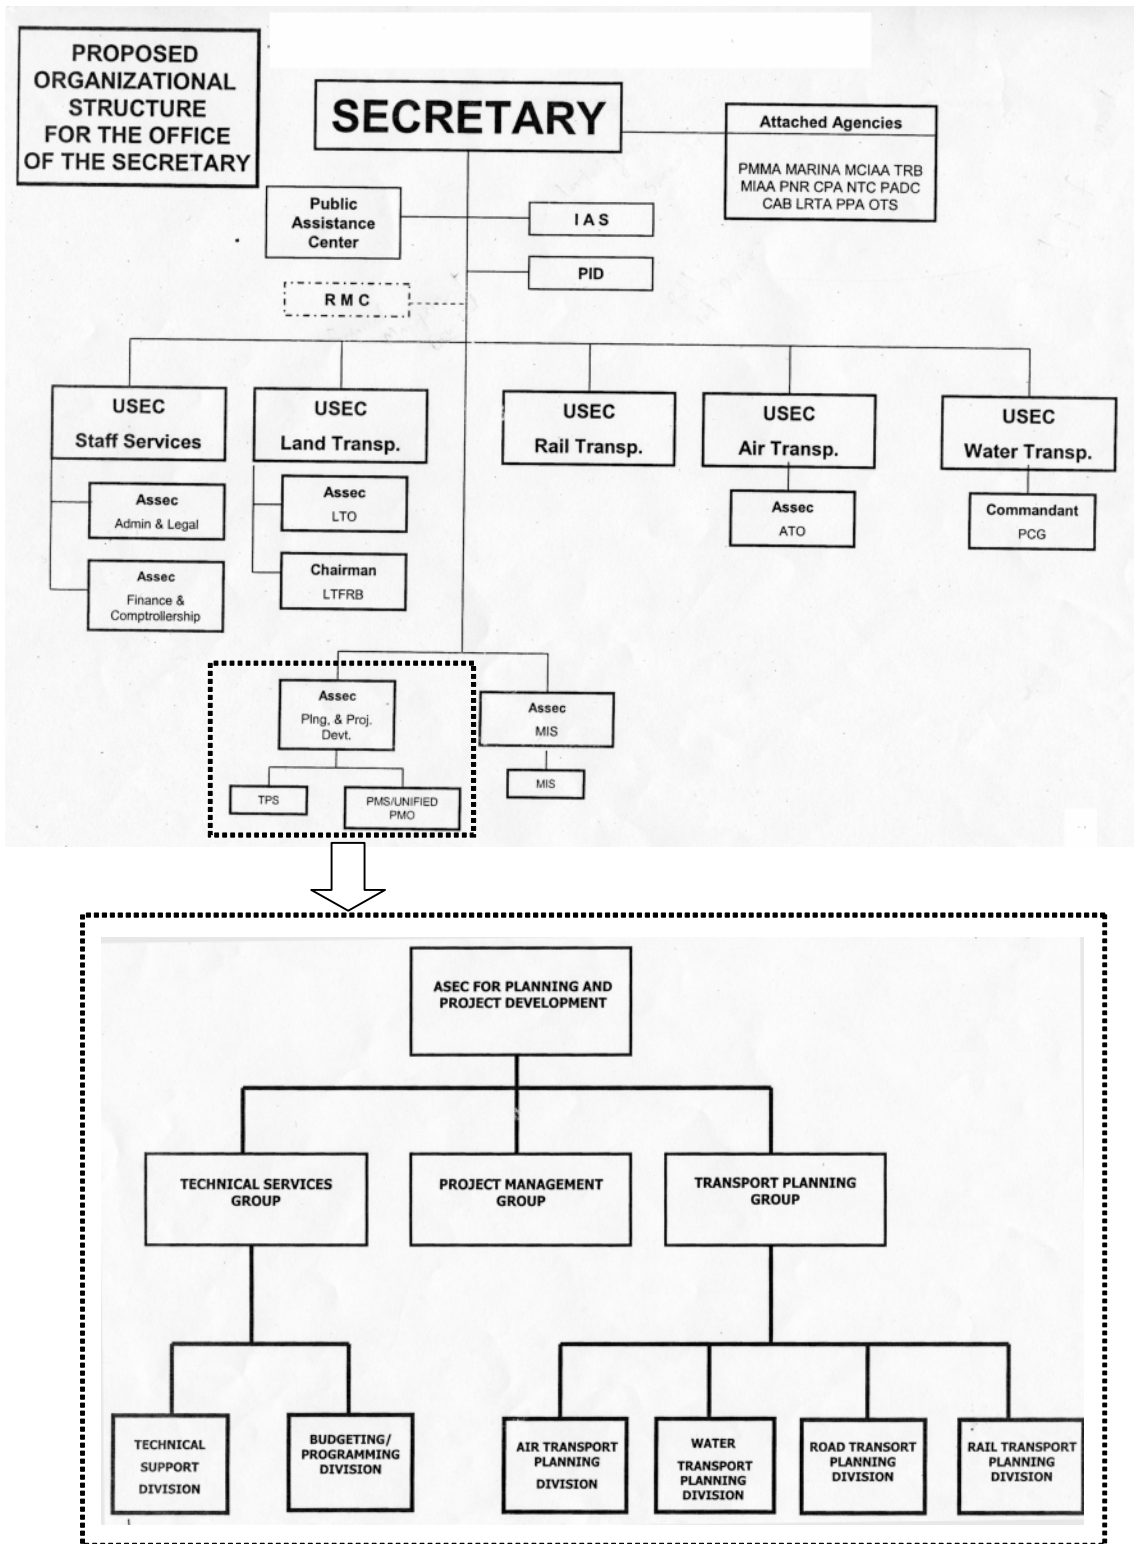 PROPOSED
ORGANIZATIONAL
STRUCTURE
FOR THE OFFICE
OF THE SECRETARY
SECRETARY
Attached Agencies
PMMA MARINA MCIAA TRB
MIAA PNR CPA NTC PADC
CAB LRTA PPA OTS
Public
Assistance
Center
I A S
PID
R M C
USEC
Staff Services
USEC
Land Transp.
USEC
Rail Transp.
USEC
Air Transp.
USEC
Water Transp.
Assec
Admin & Legal
Assec
LTO
Assec
ATO
Commandant
PCG
Assec
Finance &
Comptrollership
Chairman
LTFRB
Assec
Plng, & Proj.
Devt.
Assec
MIS
TPS
PMS/UNIFIED
PMO
MIS
ASEC FOR PLANNING AND
PROJECT DEVELOPMENT
TECHNICAL SERVICES
GROUP
PROJECT MANAGEMENT
GROUP
TRANSPORT PLANNING
GROUP
TECHNICAL
SUPPORT
DIVISION
BUDGETING/
PROGRAMMING
DIVISION
AIR TRANSPORT
PLANNING
DIVISION
WATER
TRANSPORT
PLANNING
DIVISION
ROAD TRANSORT
PLANNING
DIVISION
RAIL TRANSPORT
PLANNING
DIVISION